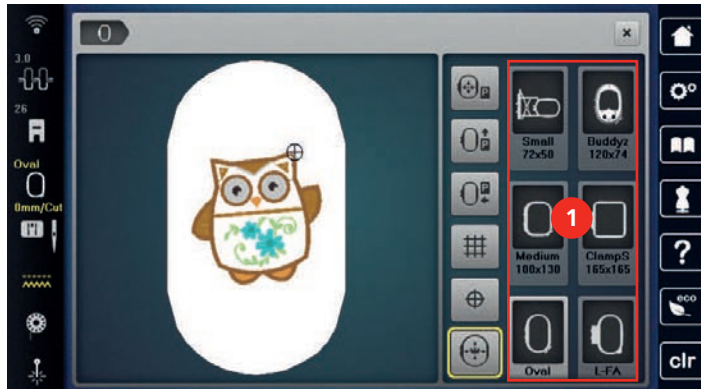 3.0
26
Oval
0mm/Cut
P
P
P
Small
72x50
Buddyz
120x74
1
Medium
100x130
ClampS
165x165
Oval
L-FA
?
eco
clr